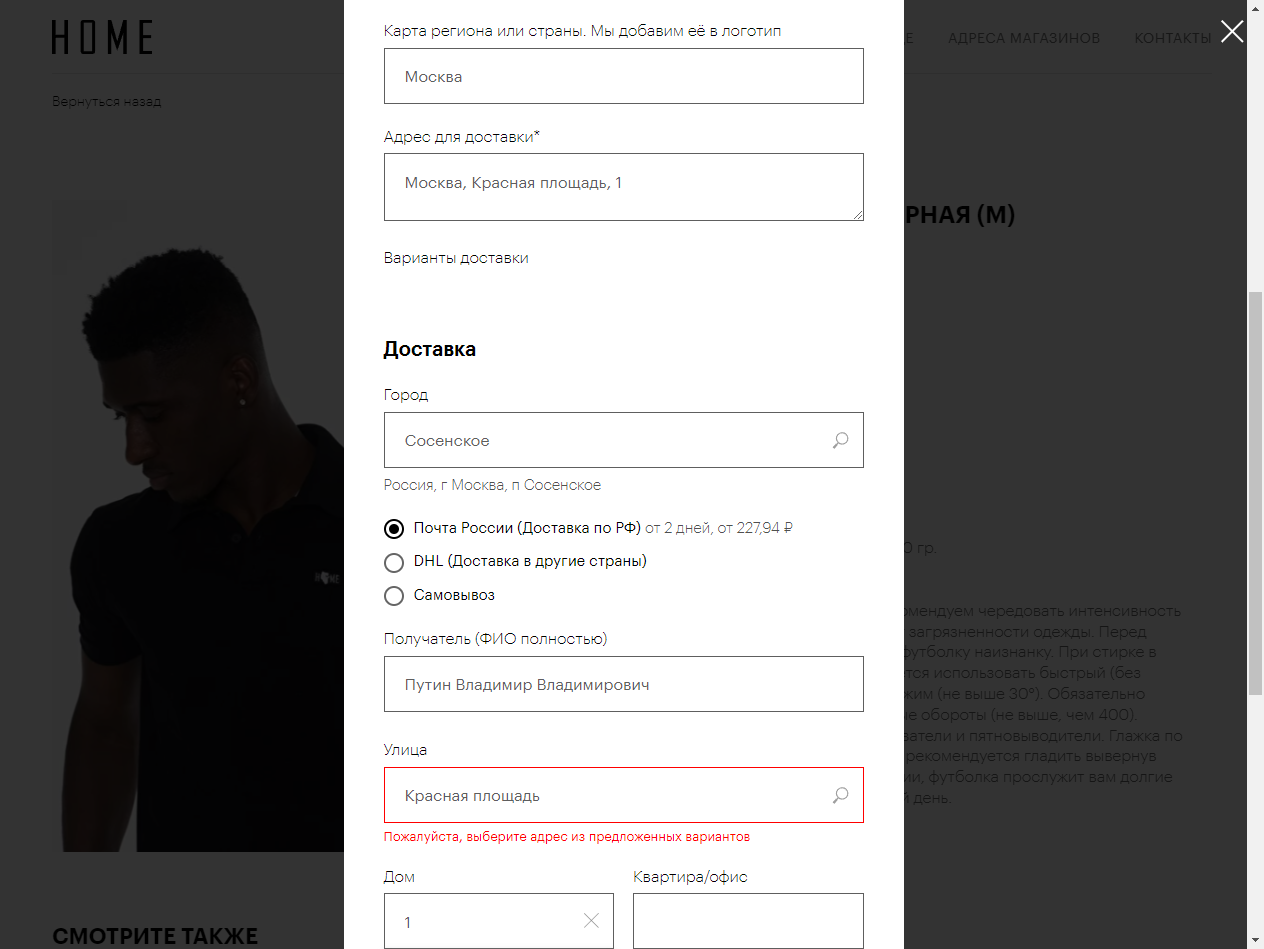 HOME
АДРЕСА МАГАЗИНОВ
КОНТАКТЫ
Вернуться назад
Карта региона или страны. Мы добавим её в логотип
Москва
Адрес для доставки*
Москва, Красная площадь, 1
РНАЯ (M)
Варианты доставки
Доставка
Город
Сосенское
Россия, г Москва, п Сосенское
Почта России (Доставка по РФ) от 2 дней, от 227,94 ₽
DHL (Доставка в другие страны)
Самовывоз
Получатель (ФИО полностью)
Путин Владимир Владимирович
Улица
Красная площадь
Пожалуйста, выберите адрес из предложенных вариантов
Дом
Квартира/офис
1
0 гр.
омендуем чередовать интенсивность
загрязненности одежды. Перед
футболку наизнанку. При стирке в
ется использовать быстрый (без
жим (не выше 30°). Обязательно
ые обороты (не выше, чем 400).
ватели и пятновыводители. Глажка по
рекомендуется гладить вывернув
ии, футболка прослужит вам долгие
й день.
HOME
СМОТРИТЕ ТАКЖЕ